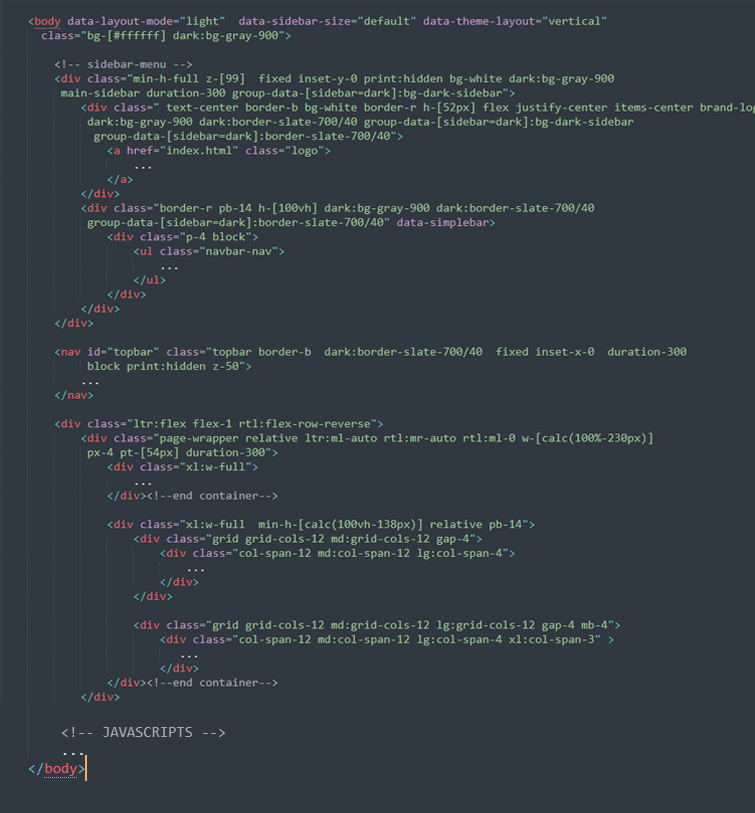 <body data-layout-mode="light"  data-sidebar-size="default" data-theme-layout="vertical"
class="bg-[#ffffff] dark:bg-gray-900">
<!-- sidebar-menu -->
<div class="min-h-full z-[99]  fixed inset-y-0 print:hidden bg-white dark:bg-gray-900
main-sidebar duration-300 group-data-[sidebar=dark]:bg-dark-sidebar">
<div class=" text-center border-b bg-white border-r h-[52px] flex justify-center items-center brand-log
dark:bg-gray-900 dark:border-slate-700/40 group-data-[sidebar=dark]:bg-dark-sidebar
group-data-[sidebar=dark]:border-slate-700/40">
<a href="index.html" class="logo">
...
</a>
</div>
<div class="border-r pb-14 h-[100vh] dark:bg-gray-900 dark:border-slate-700/40
group-data-[sidebar=dark]:border-slate-700/40" data-simplebar>
<div class="p-4 block">
<ul class="navbar-nav">
...
</ul>
</div>
</div>
</div>
<nav id="topbar" class="topbar border-b  dark:border-slate-700/40  fixed inset-x-0  duration-300
block print:hidden z-50">
...
</nav>
<div class="ltr:flex flex-1 rtl:flex-row-reverse">
<div class="page-wrapper relative ltr:ml-auto rtl:mr-auto rtl:ml-0 w-[calc(100%-230px)]
px-4 pt-[54px] duration-300">
<div class="xl:w-full">
...
</div><!--end container-->
<div class="xl:w-full  min-h-[calc(100vh-138px)] relative pb-14">
<div class="grid grid-cols-12 md:grid-cols-12 gap-4">
<div class="col-span-12 md:col-span-12 lg:col-span-4">
...
</div>
</div>
<div class="grid grid-cols-12 md:grid-cols-12 lg:grid-cols-12 gap-4 mb-4">
<div class="col-span-12 md:col-span-12 lg:col-span-4 xl:col-span-3" >
...
</div>
</div><!--end container-->
</div>
<!-- JAVASCRIPTS -->
...
</body>